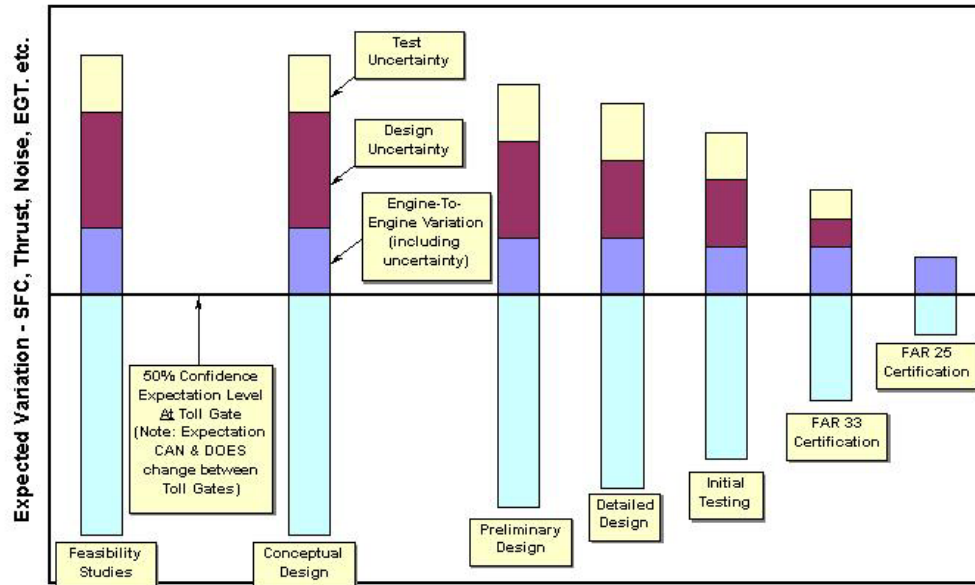 Expected Variation - SFC, Thrust, Noise, EGT. etc.
Test
Uncertainty
Design
Uncertainty
Engine-To-
Engine Variation
(including
uncertainty)
50% Confidence
Expectation Level
At Toll Gate
(Note: Expectation
CAN & DOES
change between
Toll Gates)
Feasibility
Studies
Conceptual
Design
Preliminary
Design
Detailed
Design
Initial
Testing
FAR 33
Certification
FAR 25
Certification